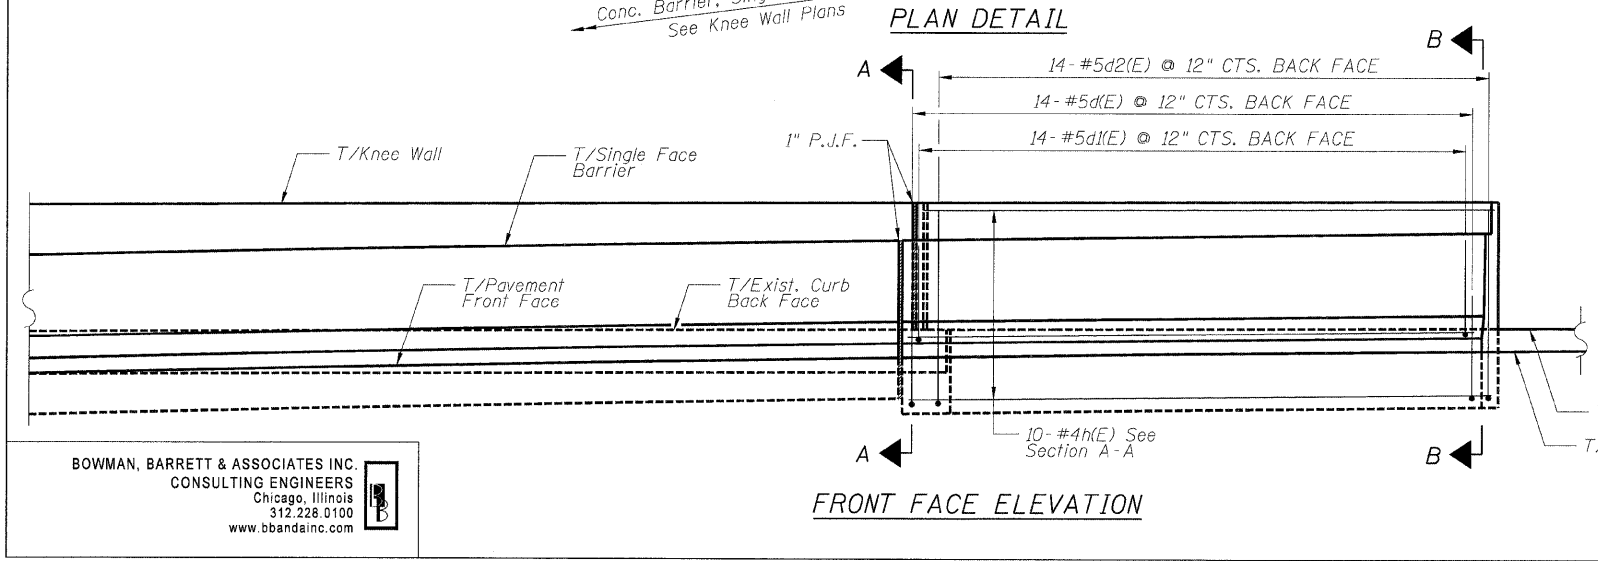 Conc. Barrier, Sing
See Knee Wall Plans
PLAN DETAIL
B
A
14-#5d2(E) @ 12" CTS. BACK FACE
14-#5d(E) @ 12" CTS. BACK FACE
14-#5d1(E) @ 12" CTS. BACK FACE
1" P.J.F.
T/Knee Wall
T/Single Face
Barrier
T/Pavement
Front Face
T/Exist. Curb
Back Face
10-#4h(E) See
Section A-A
A
B
T/
FRONT FACE ELEVATION
BOWMAN, BARRETT & ASSOCIATES INC.
CONSULTING ENGINEERS
Chicago, Illinois
312.228.0100
www.bbandainc.com